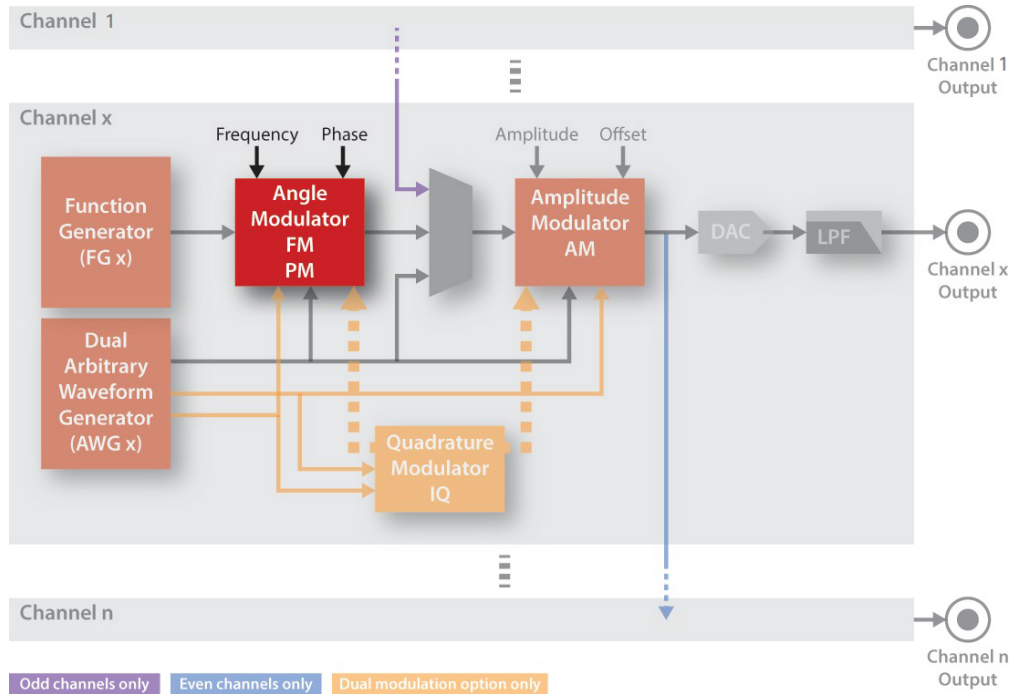 Channel 1
Channel 1
Output
Channel x
Frequency
Phase
Amplitude
Offset
Function
Generator
(FG x)
Angle
Modulator
FM
PM
Amplitude
Modulator
AM
DAC
LPF
Channel x
Output
Dual
Arbitrary
Waveform
Generator
(AWG x)
Quadrature
Modulator
IQ
Channel n
Channel n
Output
Odd channels only
Even channels only
Dual modulation option only